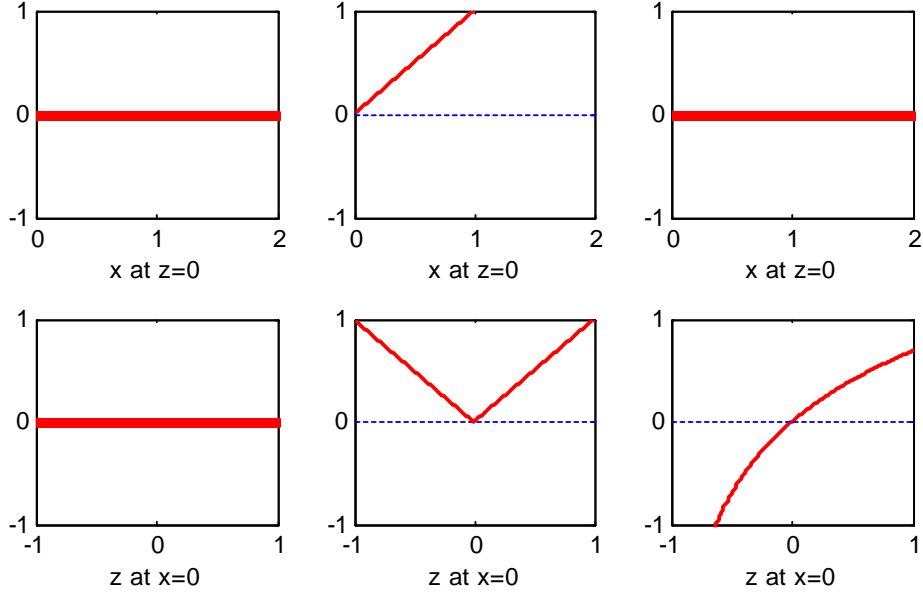 1 1 1
0 0 0
-1 -1 -1
0 1 2 0 1 2 0 1 2
x at z=0 x at z=0 x at z=0
1 1 1
0 0 0
-1 -1 -1
-1 0 1 -1 0 1 -1 0 1
z at x=0 z at x=0 z at x=0